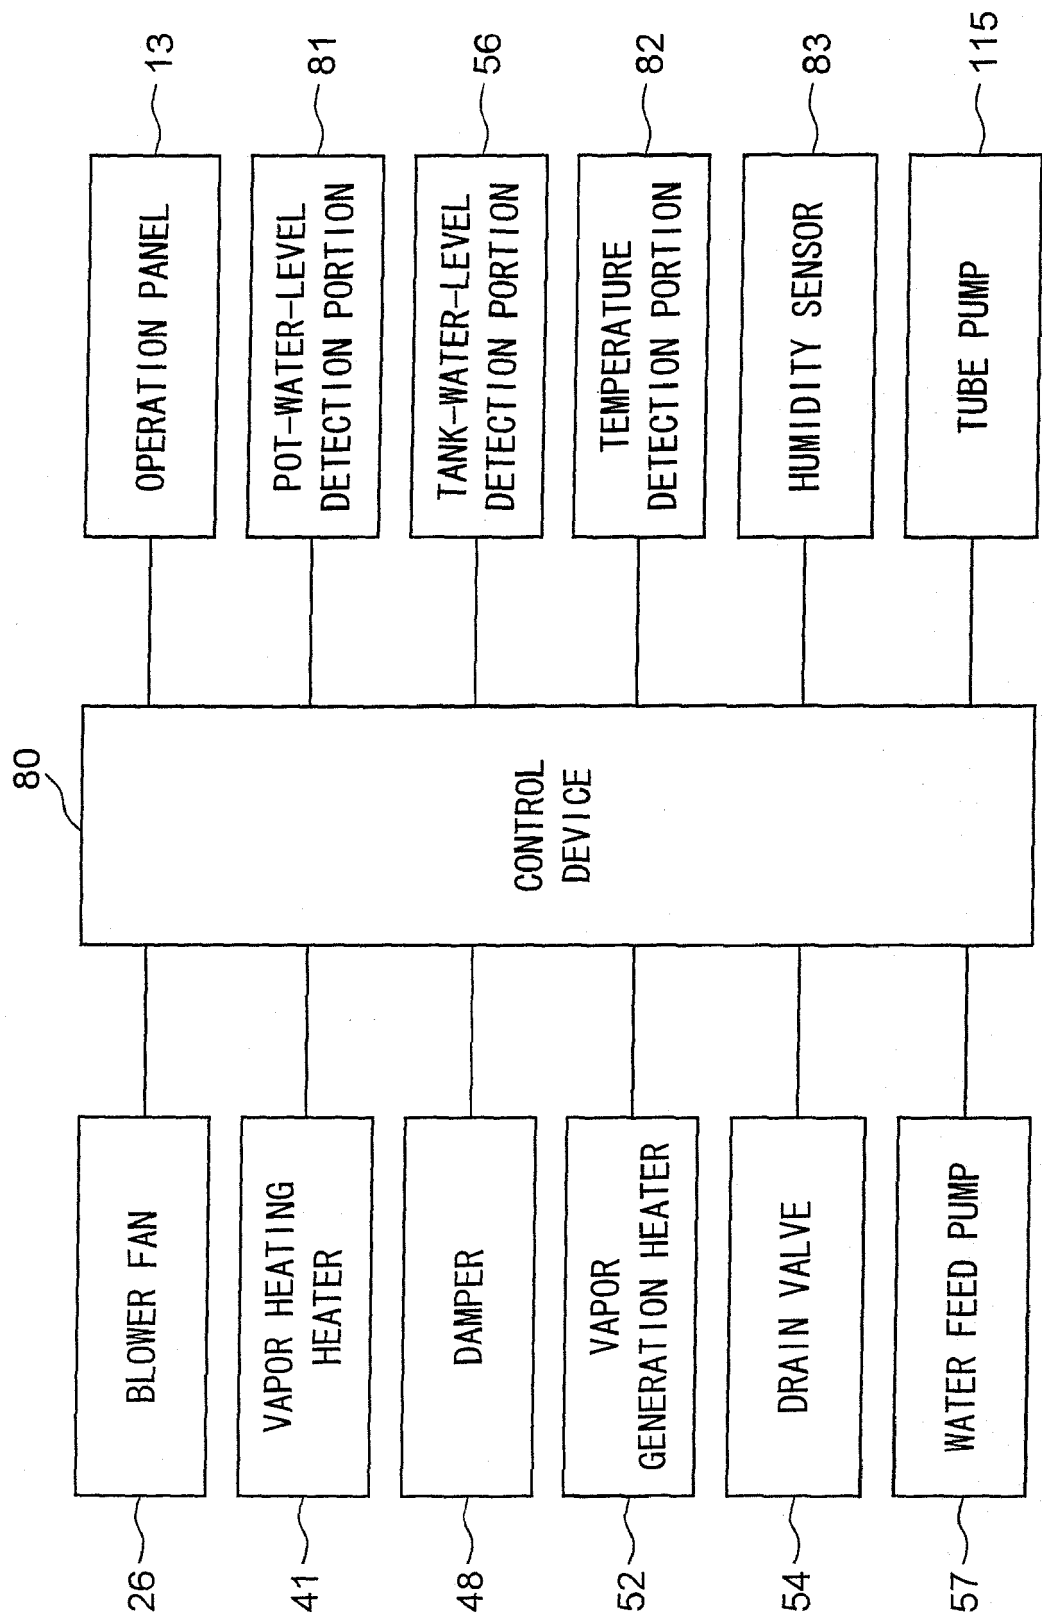 80
26
BLOWER FAN
41
VAPOR HEATING
HEATER
48
DAMPER
52
VAPOR
GENERATION HEATER
54
DRAIN VALVE
57
WATER FEED PUMP
CONTROL
DEVICE
OPERATION PANEL
13
POT-WATER-LEVEL
DETECTION PORTION
81
TANK-WATER-LEVEL
DETECTION PORTION
56
TEMPERATURE
DETECTION PORTION
82
HUMIDITY SENSOR
83
TUBE PUMP
115